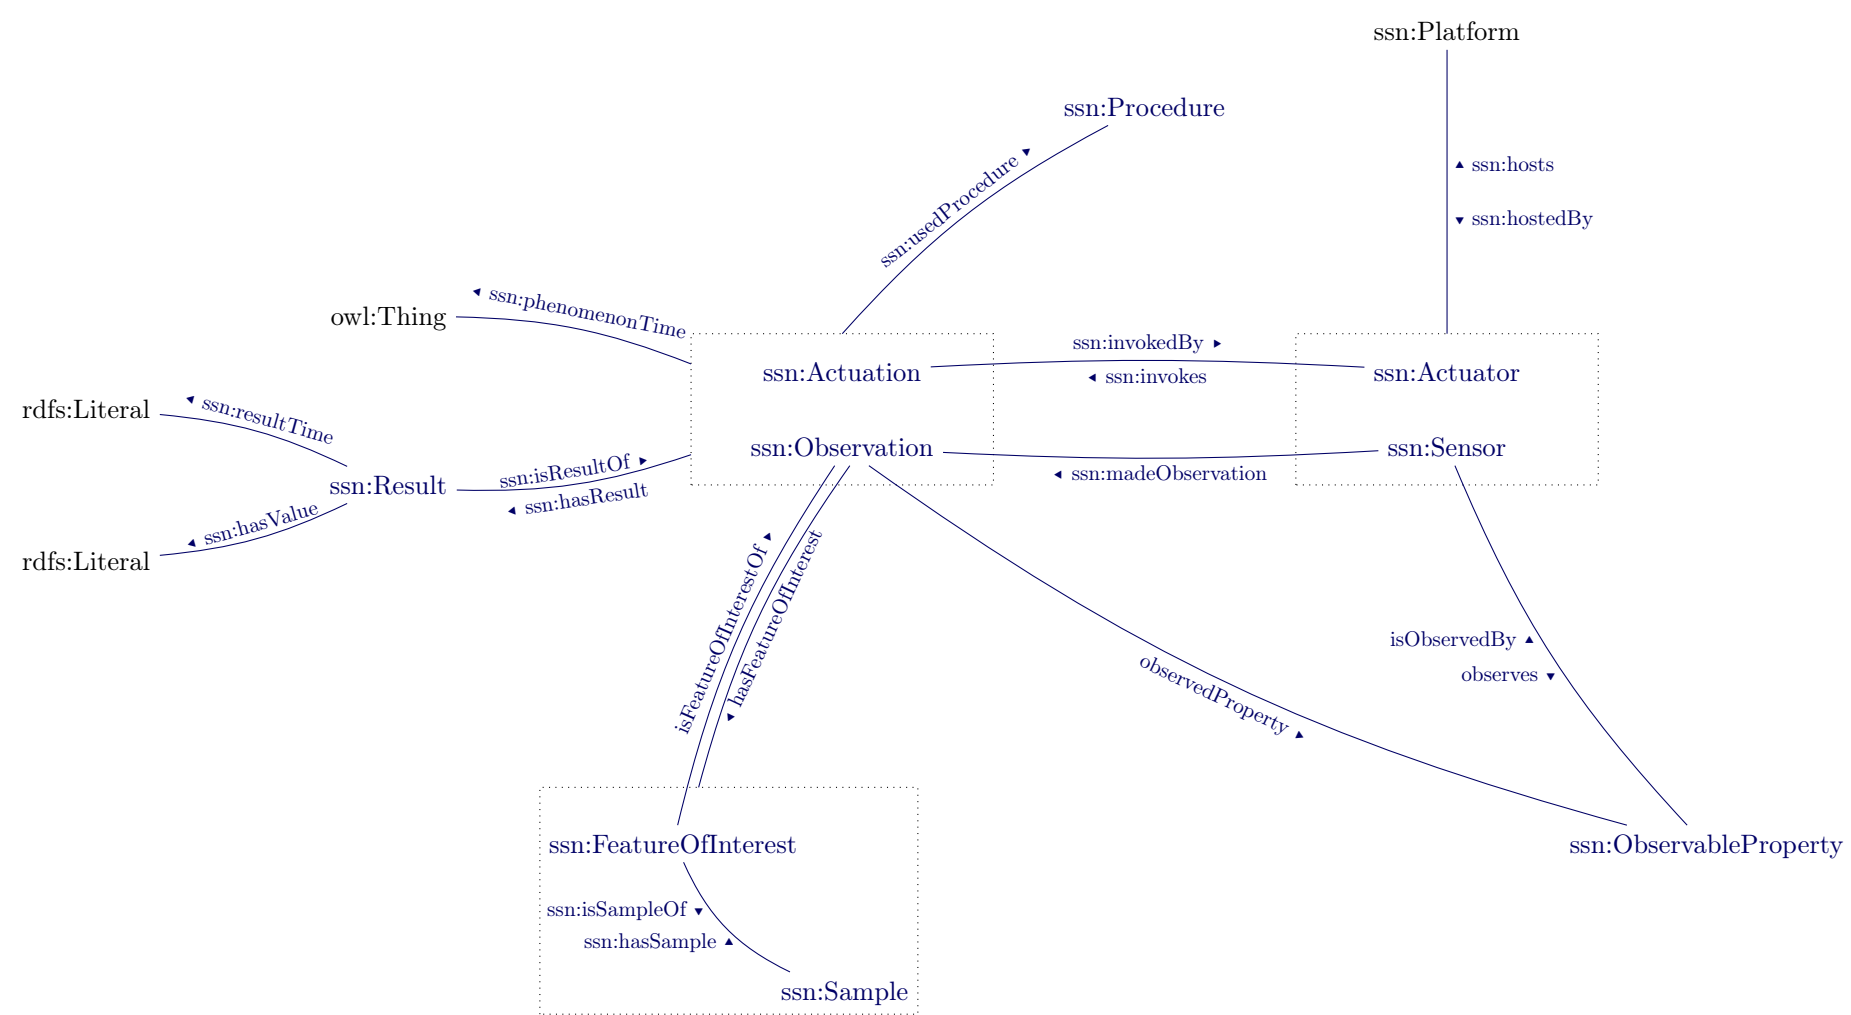 ssn:Platform
ssn:Procedure
ssn:usedProcedure ▸
▴ ssn:hosts
▾ ssn:hostedBy
◂ ssn:phenomenonTime
owl:Thing
ssn:invokedBy ▸
ssn:Actuation
ssn:Actuator
◂ ssn:invokes
◂ ssn:resultTime
rdfs:Literal
ssn:Observation
ssn:Sensor
ssn:isResultOf ▸
◂ ssn:madeObservation
ssn:Result
◂ ssn:hasResult
◂ ssn:hasValue
rdfs:Literal
isFeatureOfInterestOf ▸
◂ hasFeatureOfInterest
isObservedBy ▴
observes ▾
observedProperty ▸
ssn:FeatureOfInterest
ssn:ObservableProperty
ssn:isSampleOf ▾
ssn:hasSample ▴
ssn:Sample